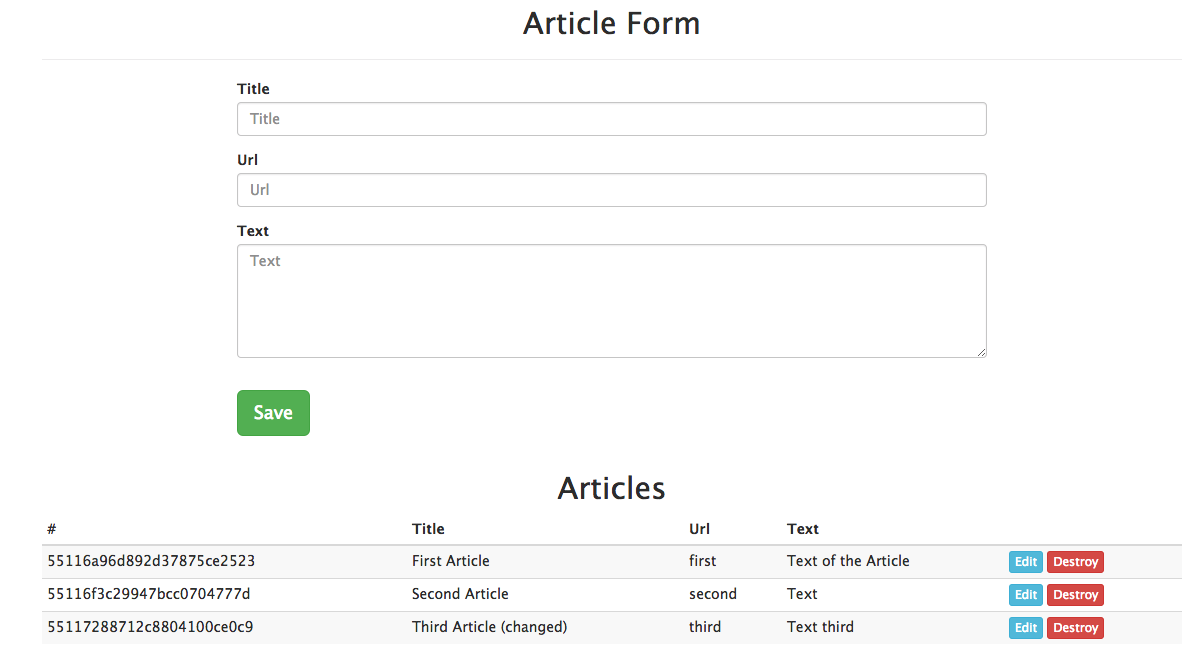 Article Form
Title
Title
Url
Url
Text
Text
Save
Articles
# Title Url Text
55116a96d892d37875ce2523 First Article first Text of the Article Edit Destroy
55116f3c29947bcc0704777d Second Article second Text Edit Destroy
55117288712c8804100ce0c9 Third Article (changed) third Text third Edit Destroy